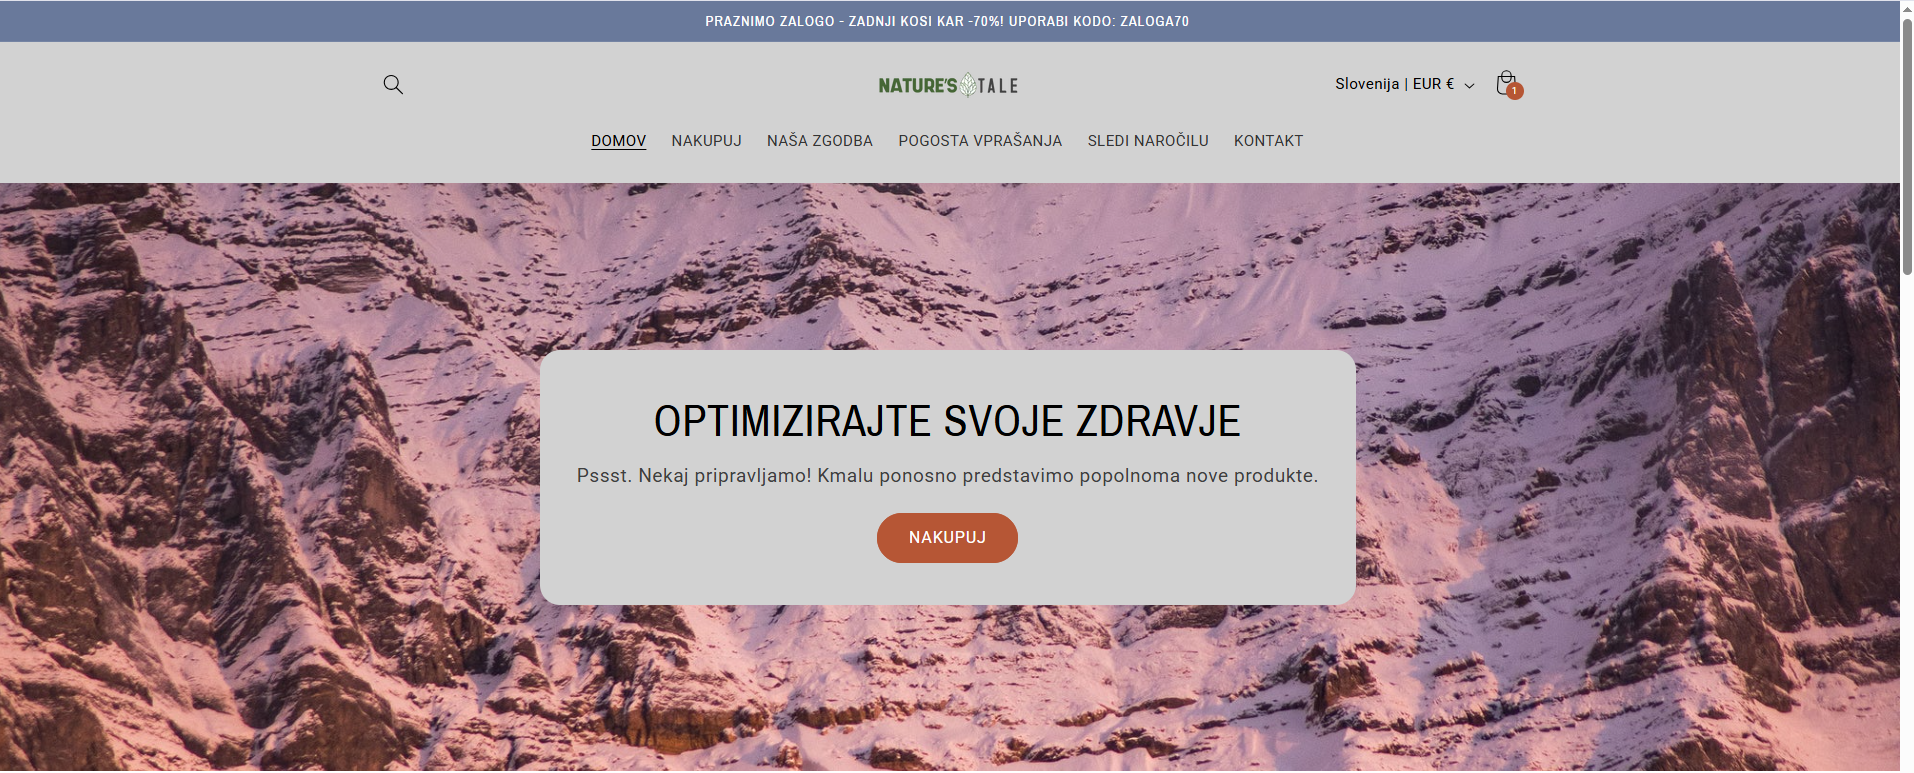 PRAZNIMO ZALOGO - ZADNJI KOSI KAR -70%! UPORABI KODO: ZALOGA70
NATURE'S TALE
Slovenija | EUR €
1
DOMOV NAKUPUJ NAŠA ZGODBA POGOSTA VPRAŠANJA SLEDI NAROČILU KONTAKT
OPTIMIZIRAJTE SVOJE ZDRAVJE
Pssst. Nekaj pripravljamo! Kmalu ponosno predstavimo popolnoma nove produkte.
NAKUPUJ